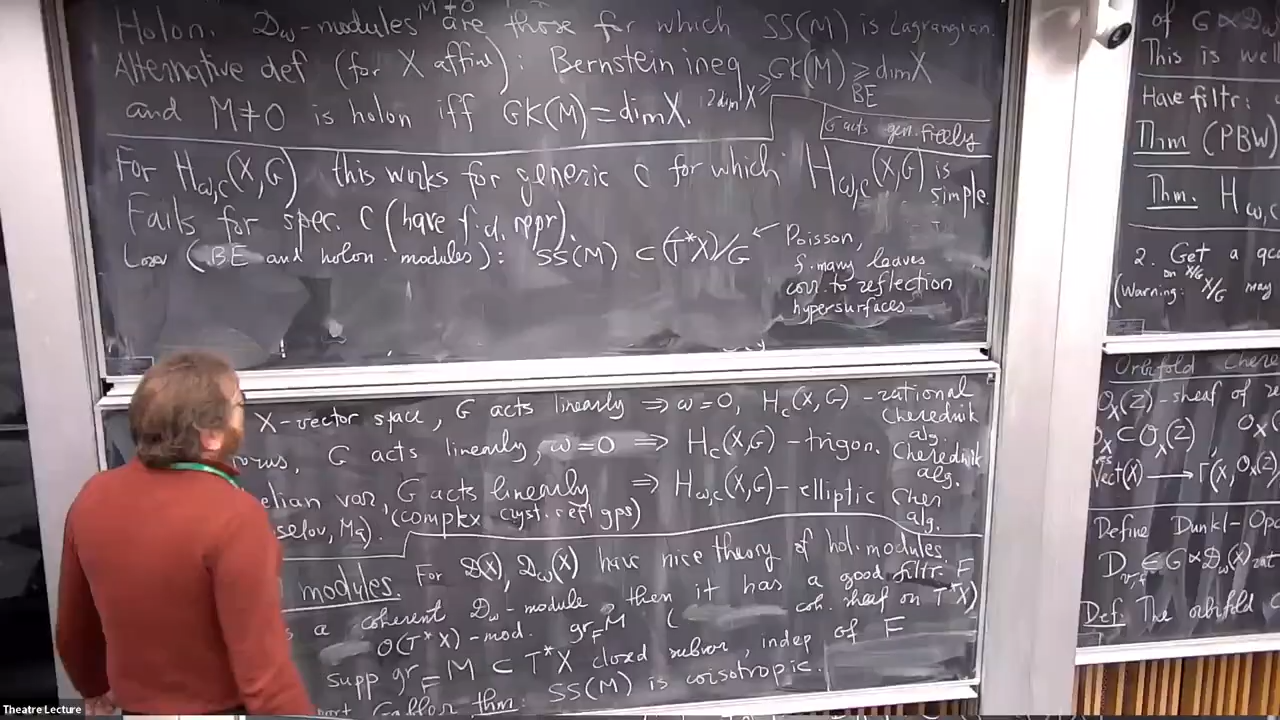 Holon. D_ω-modules M≠0 are those for which SS(M) is Lagrangian.
Alternative def (for X affine): Bernstein ineq GK(M) ≥ dim X
BE
and M≠0 is holon iff GK(M) = dim X. 2dim X ≥
G acts gen. freely
For H_{ω,c}(X,G) this works for generic c for which H_{ω,c}(X,G) is simple.
Fails for spec. c (have f.d. repr).
Losev (BE and holon. modules): SS(M) ⊂ (T*X)/G
← Poisson,
f. many leaves
corr. to reflection
hypersurfaces.
X-vector space, G acts linearly ⇒ ω=0, H_c(X,G) - rational Cherednik alg.
orus, G acts linearly, ω=0 ⇒ H_c(X,G) - trigon. Cherednik alg.
elian var, G acts linearly ⇒ H_{ω,c}(X,G) - elliptic Cher alg.
selov, Ma). (complex cryst. refl gps)
modules. For D(X), D_ω(X) have nice theory of hol. modules
a coherent D_ω-module, then it has a good filtr. F
O(T*X)-mod. gr_F M (coh. sheaf on T*X)
supp gr_F M ⊂ T*X closed subvar, indep of F
Gabber thm: SS(M) is coisotropic.
of G ⋉ D_ω
This is well
Have filtr:
Thm (PBW)
Thm. H_{ω,c}
2. Get a
on X/G
(Warning: X/G may
Orbifold Chere
O_X(Z) - sheaf of
O_X ⊂ O_X(Z)
Vect(X) → Γ(X, O_X(Z)
Define Dunkl-Ope
∈ G ⋉ D_ω(X)
Def: The orbifold
Theatre Lecture